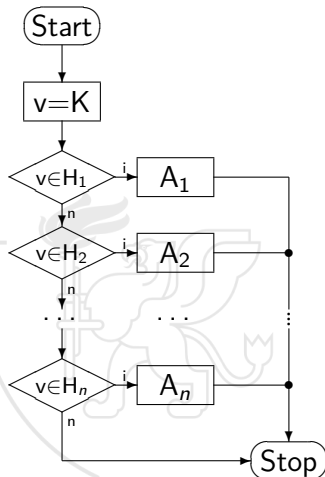 Start
v=K
v∈H₁ i A₁
n
v∈H₂ i A₂
n
... ...
v∈Hₙ i Aₙ
n
Stop